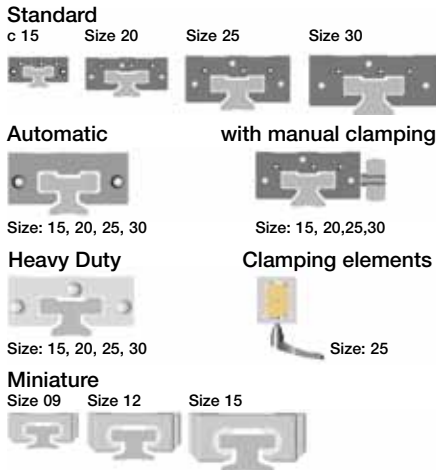 Standard
c 15 Size 20 Size 25 Size 30
Automatic with manual clamping
Size: 15, 20, 25, 30 Size: 15, 20,25,30
Heavy Duty Clamping elements
Size: 15, 20, 25, 30 Size: 25
Miniature
Size 09 Size 12 Size 15